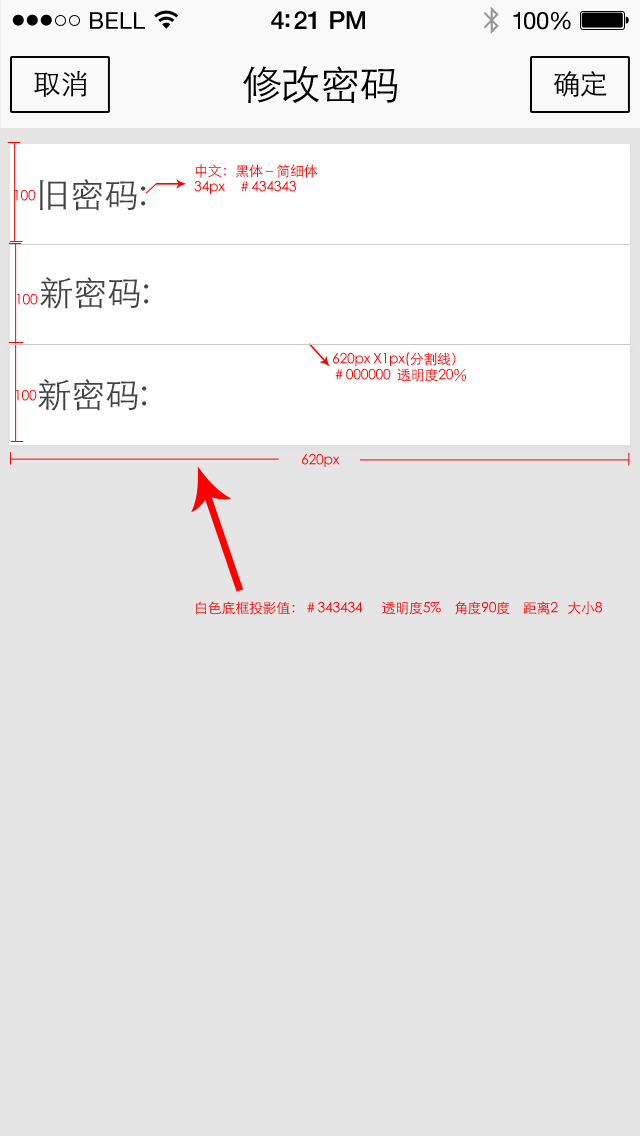 BELL 4:21 PM 100%
取消 修改密码 确定
中文：黑体－简细体
34px #434343
100 旧密码:
100 新密码:
620px X1px(分割线）
#000000 透明度20%
100 新密码:
620px
白色底框投影值： #343434 透明度5% 角度90度 距离2 大小8